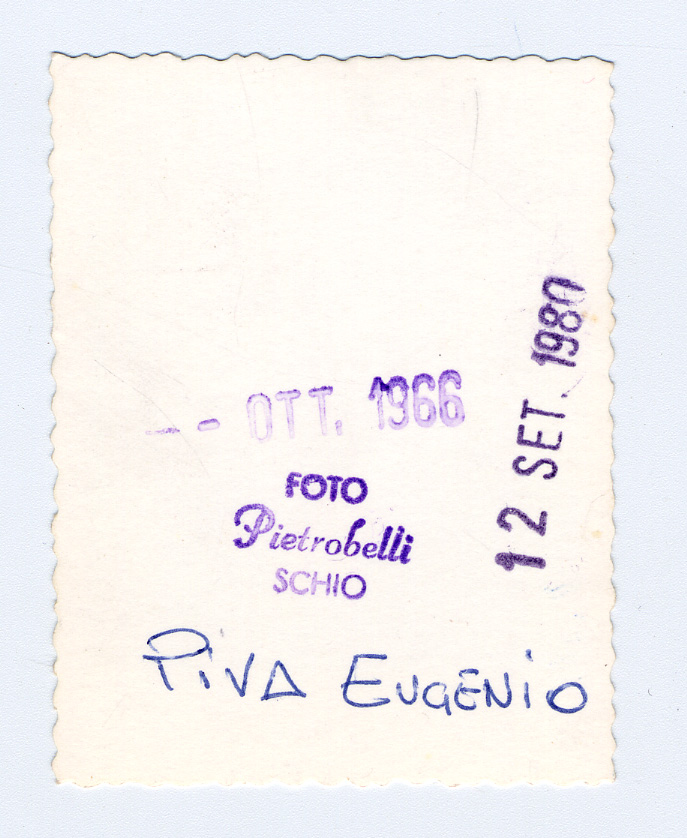 -- OTT. 1966
FOTO
Pietrobelli
SCHIO
12 SET. 1980
PIVA EUGENIO